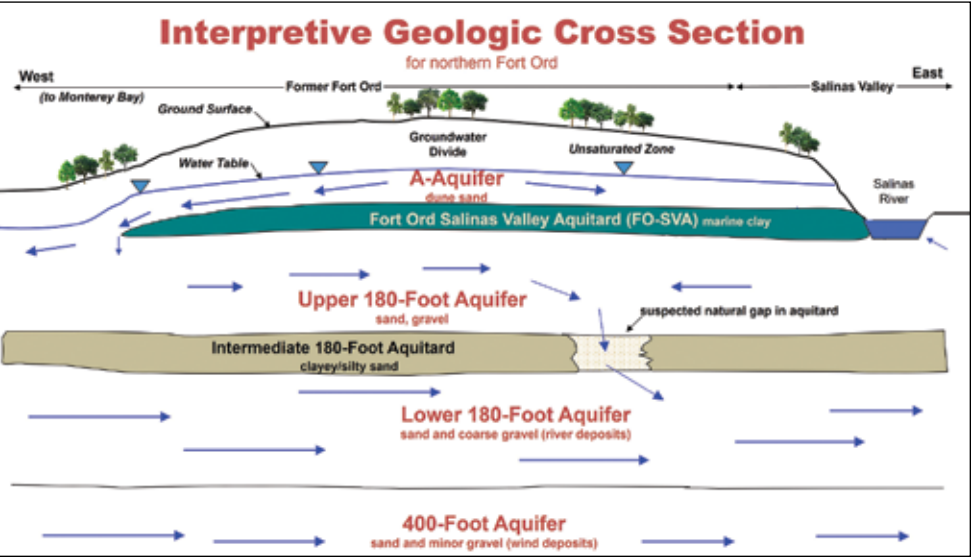 Interpretive Geologic Cross Section
for northern Fort Ord
West
East
Former Fort Ord
Salinas Valley
(to Monterey Bay)
Ground Surface
Groundwater
Divide
Unsaturated Zone
Water Table
A-Aquifer
dune sand
Salinas
River
Fort Ord Salinas Valley Aquitard (FO-SVA) marine clay
Upper 180-Foot Aquifer
sand, gravel
suspected natural gap in aquitard
Intermediate 180-Foot Aquitard
clayey/silty sand
Lower 180-Foot Aquifer
sand and coarse gravel (river deposits)
400-Foot Aquifer
sand and minor gravel (wind deposits)